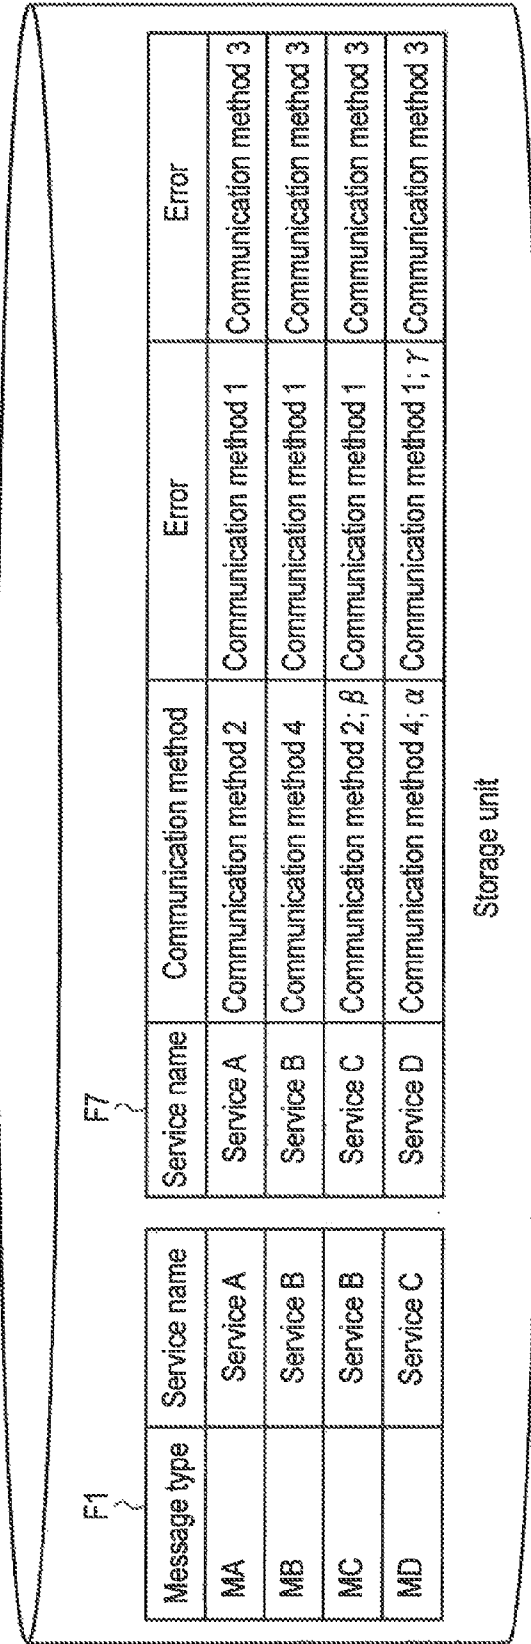 F1
Message type Service name
MA Service A
MB Service B
MC Service B
MD Service C
F7
Service name Communication method Error Error
Service A Communication method 2 Communication method 1 Communication method 3
Service B Communication method 4 Communication method 1 Communication method 3
Service C Communication method 2; β Communication method 1 Communication method 3
Service D Communication method 4; α Communication method 1; γ Communication method 3
Storage unit